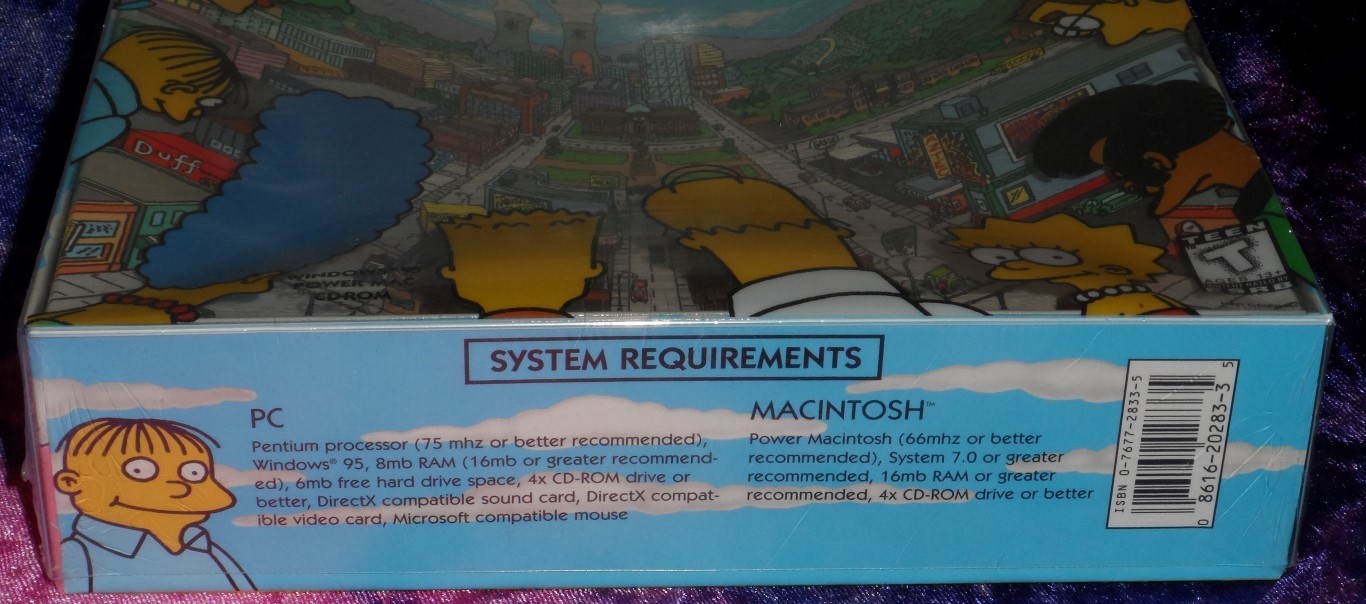 Duff
WINDOWS 95
POWER MAC
CD-ROM
TEEN
T
AGES 13+
SYSTEM REQUIREMENTS
PC
Pentium processor (75 mhz or better recommended),
Windows® 95, 8mb RAM (16mb or greater recommend-
ed), 6mb free hard drive space, 4x CD-ROM drive or
better, DirectX compatible sound card, DirectX compat-
ible video card, Microsoft compatible mouse
MACINTOSH™
Power Macintosh (66mhz or better
recommended), System 7.0 or greater
recommended, 16mb RAM or greater
recommended, 4x CD-ROM drive or better
ISBN 0-7677-2833-5
0 8616-20283-3 5